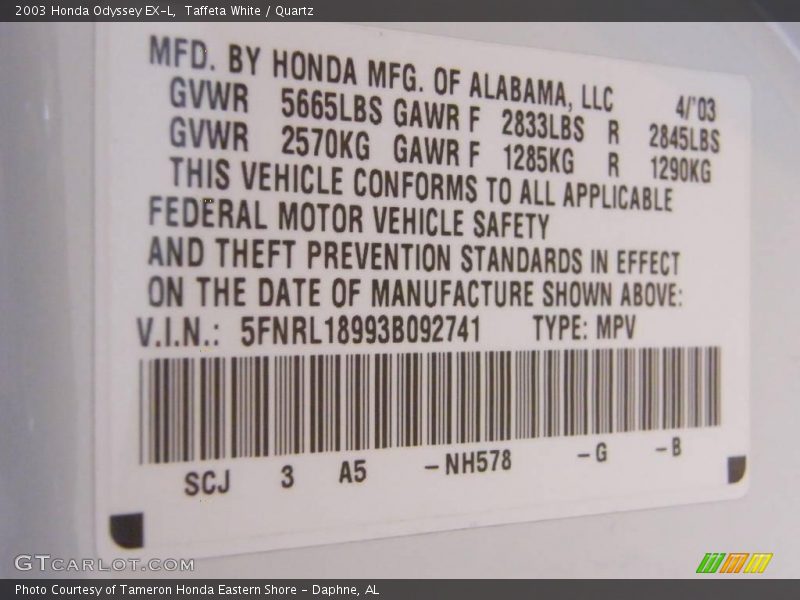 2003 Honda Odyssey EX-L,  Taffeta White / Quartz
MFD. BY HONDA MFG. OF ALABAMA, LLC 4/'03
GVWR 5665LBS GAWR F 2833LBS R 2845LBS
GVWR 2570KG GAWR F 1285KG R 1290KG
THIS VEHICLE CONFORMS TO ALL APPLICABLE
FEDERAL MOTOR VEHICLE SAFETY
AND THEFT PREVENTION STANDARDS IN EFFECT
ON THE DATE OF MANUFACTURE SHOWN ABOVE:
V.I.N.: 5FNRL18993B092741 TYPE: MPV
SCJ 3 A5 -NH578 -G -B
GTCARLOT.COM
Photo Courtesy of Tameron Honda Eastern Shore - Daphne, AL